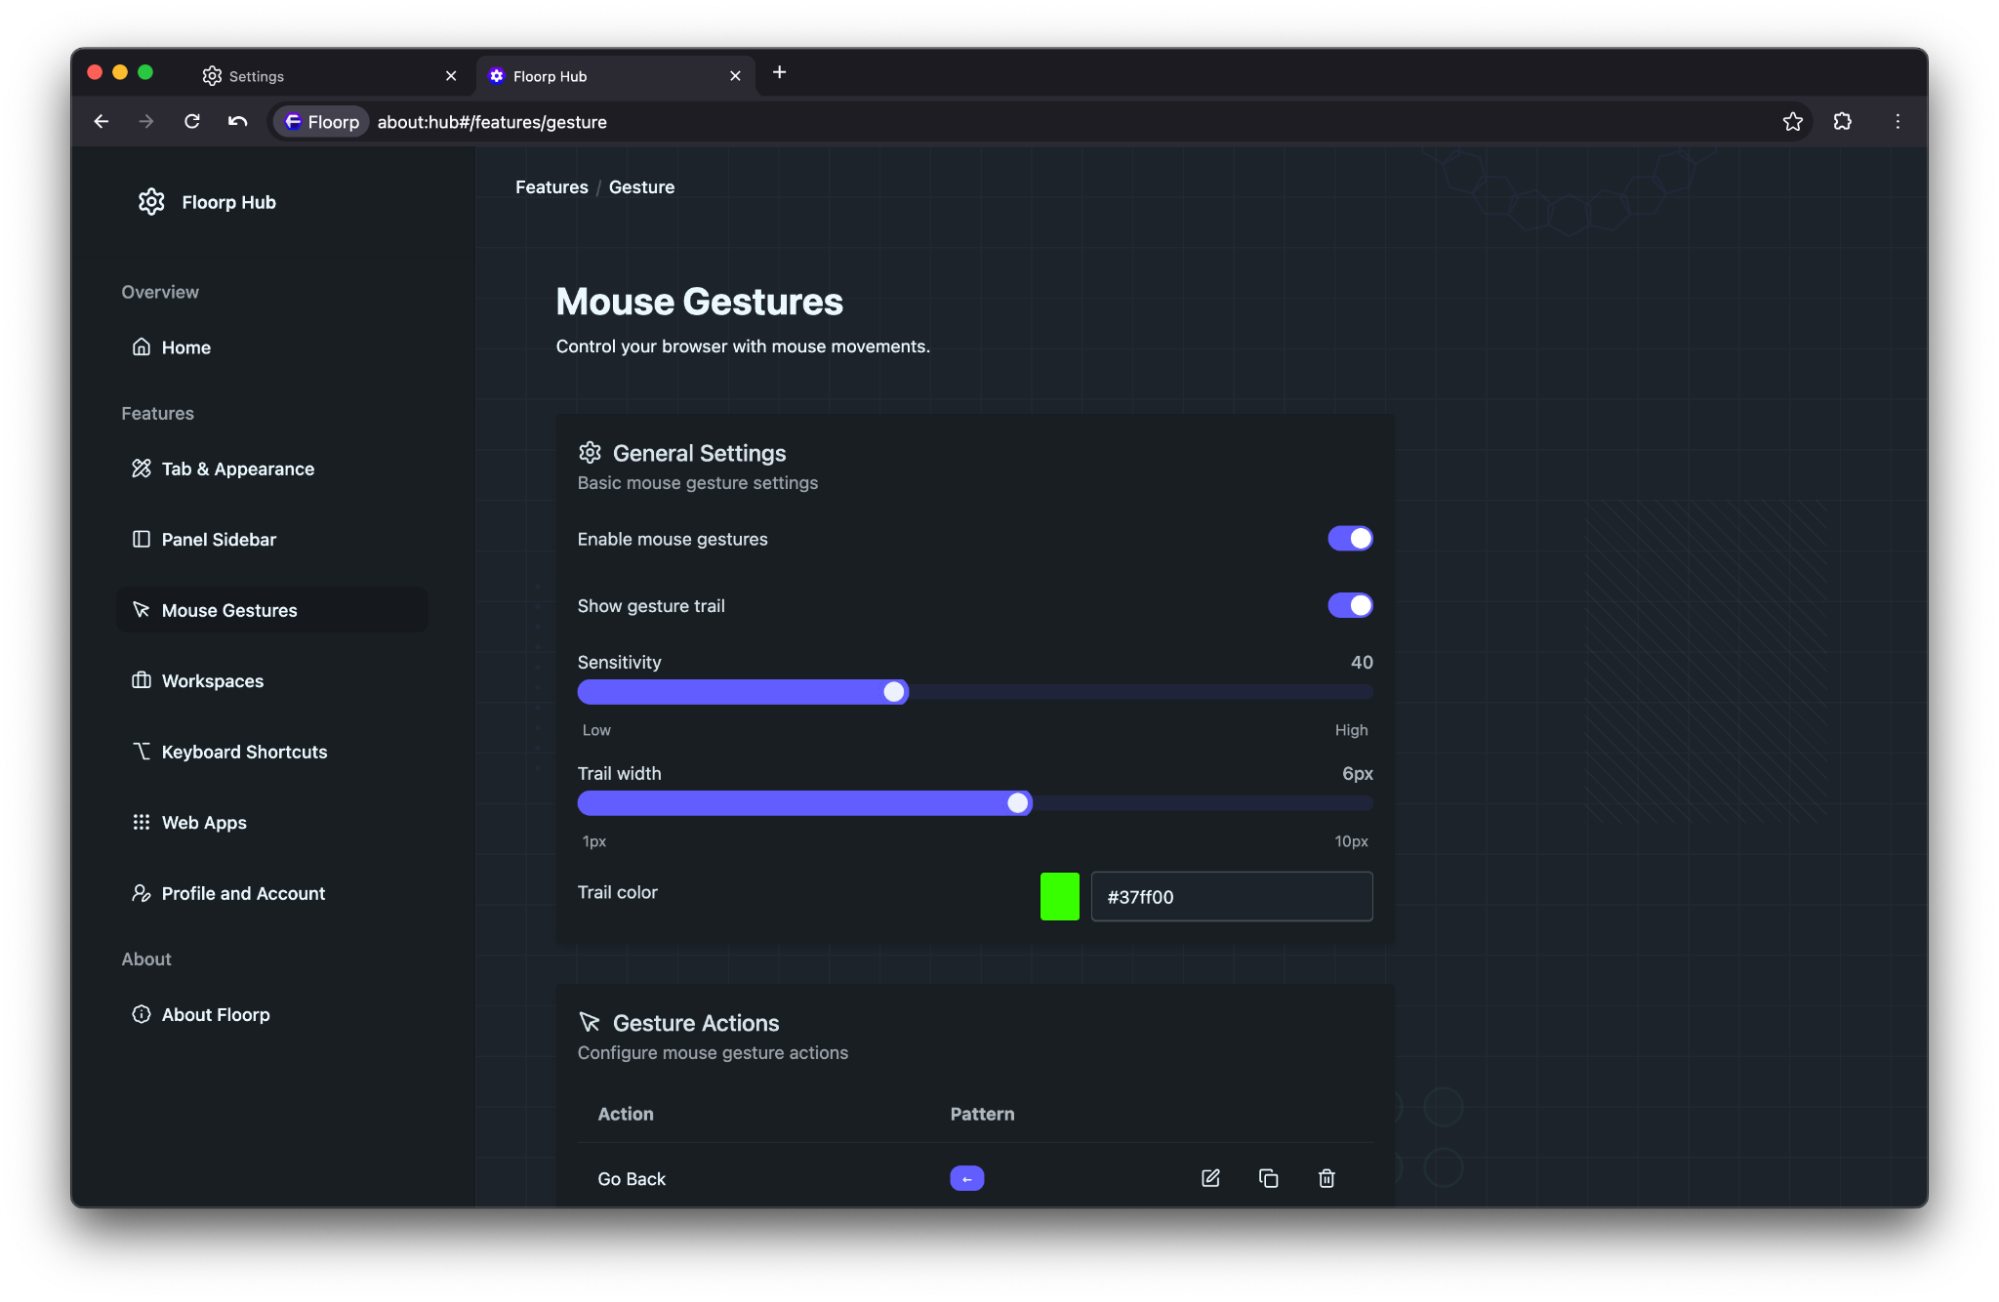 Settings
Floorp Hub
Floorp about:hub#/features/gesture
Floorp Hub
Overview
Home
Features
Tab & Appearance
Panel Sidebar
Mouse Gestures
Workspaces
Keyboard Shortcuts
Web Apps
Profile and Account
About
About Floorp
Features / Gesture
Mouse Gestures
Control your browser with mouse movements.
General Settings
Basic mouse gesture settings
Enable mouse gestures
Show gesture trail
Sensitivity 40
Low High
Trail width 6px
1px 10px
Trail color #37ff00
Gesture Actions
Configure mouse gesture actions
Action Pattern
Go Back ←